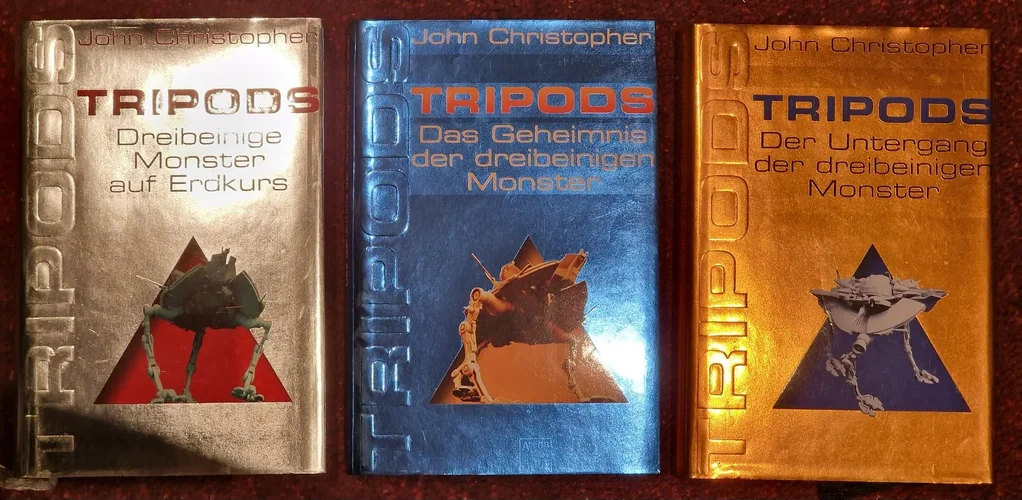 TRIPODS
John Christopher
TRIPODS
Dreibeinige
Monster
auf Erdkurs
TRIPODS
John Christopher
TRIPODS
Das Geheimnis
der dreibeinigen
Monster
Arena
TRIPODS
John Christopher
TRIPODS
Der Untergang
der dreibeinigen
Monster